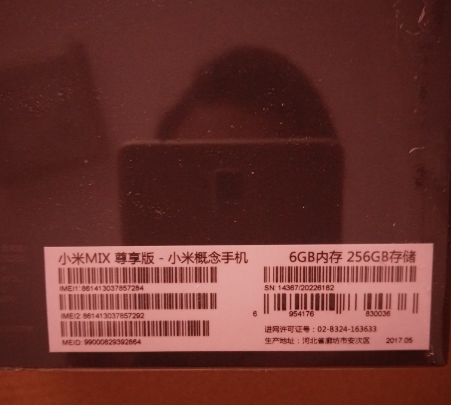 小米MIX 尊享版 - 小米概念手机
6GB内存 256GB存储
IMEI1:861413037857284
SN:14367/20226182
IMEI2:861413037857292
6 954176 830036
MEID:99000829392864
进网许可证号：02-8324-163633
生产地址：河北省廊坊市安次区 2017.05